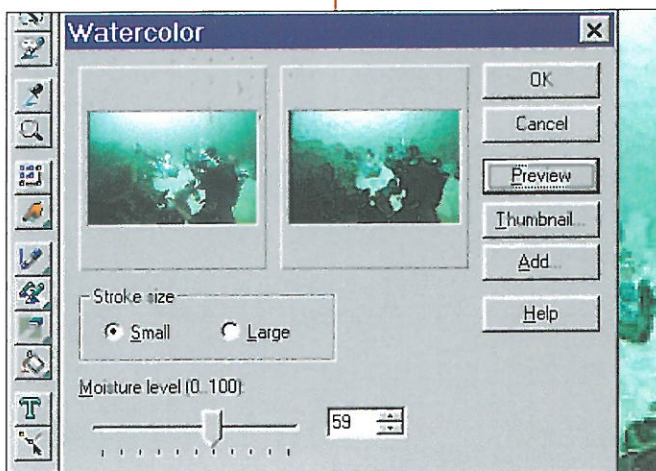 Watercolor
OK
Cancel
Preview
Thumbnail...
Add...
Stroke size
Small
Large
Help
Moisture level (0..100):
59